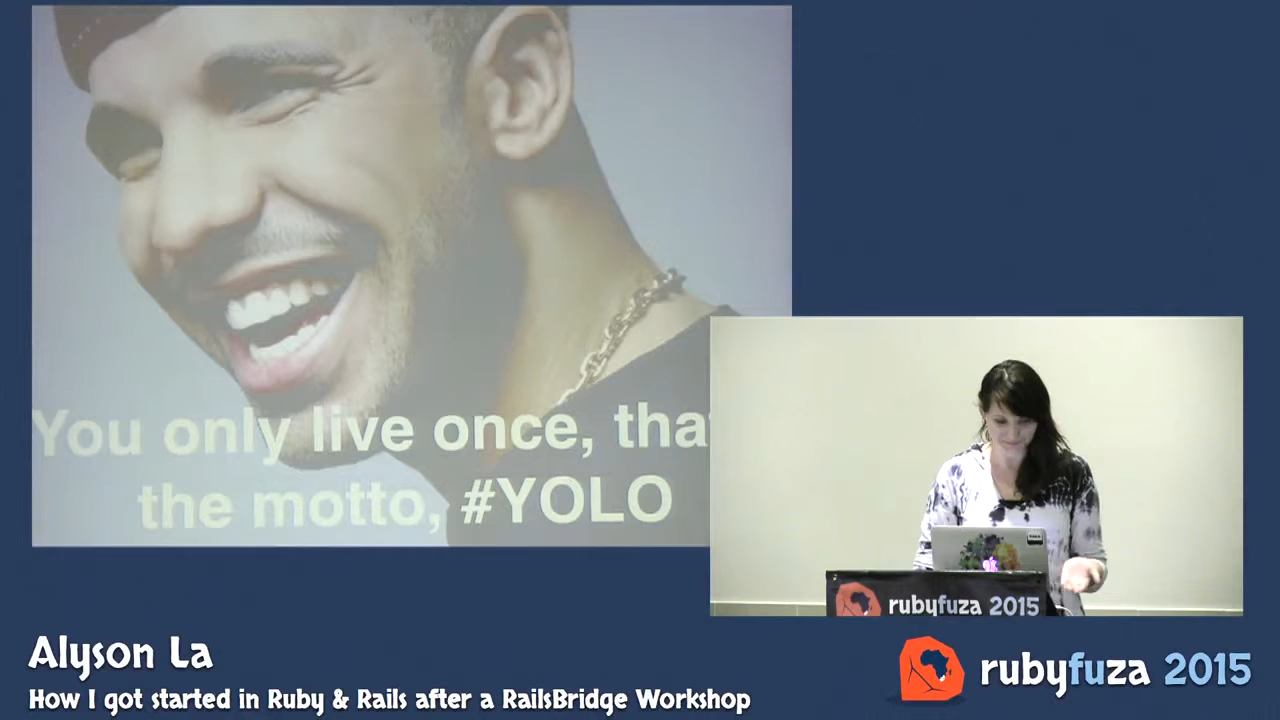 You only live once, tha
the motto, #YOLO
rubyfuza 2015
Alyson La
How I got started in Ruby & Rails after a RailsBridge Workshop
rubyfuza 2015